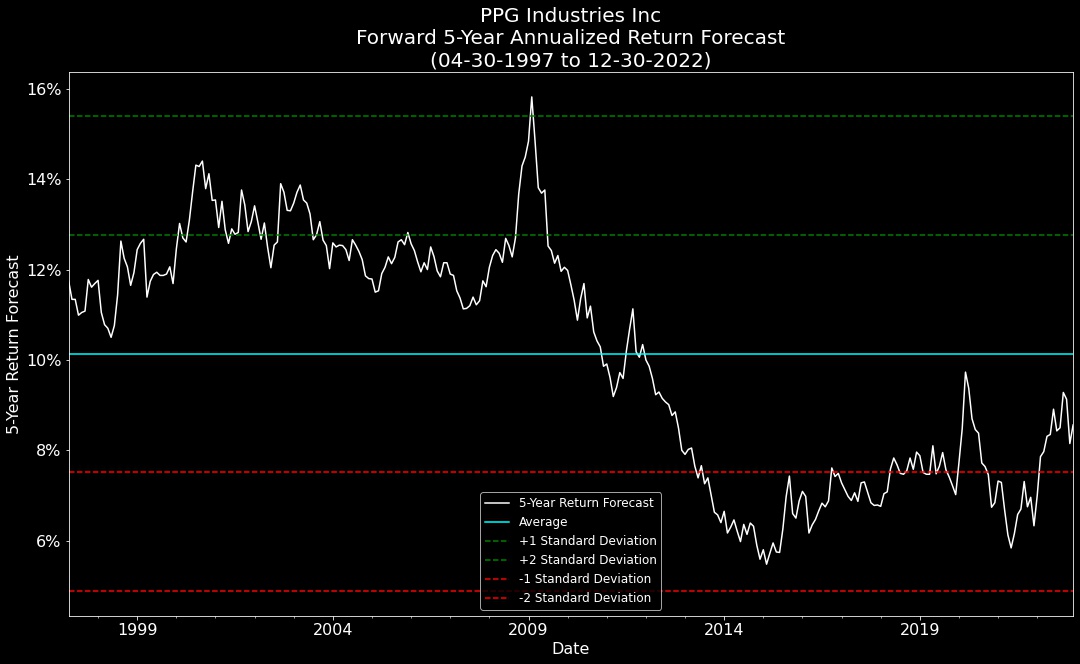 PPG Industries Inc
Forward 5-Year Annualized Return Forecast
(04-30-1997 to 12-30-2022)
5-Year Return Forecast
16%
14%
12%
10%
8%
6%
5-Year Return Forecast
Average
+1 Standard Deviation
+2 Standard Deviation
-1 Standard Deviation
-2 Standard Deviation
1999
2004
2009
2014
2019
Date